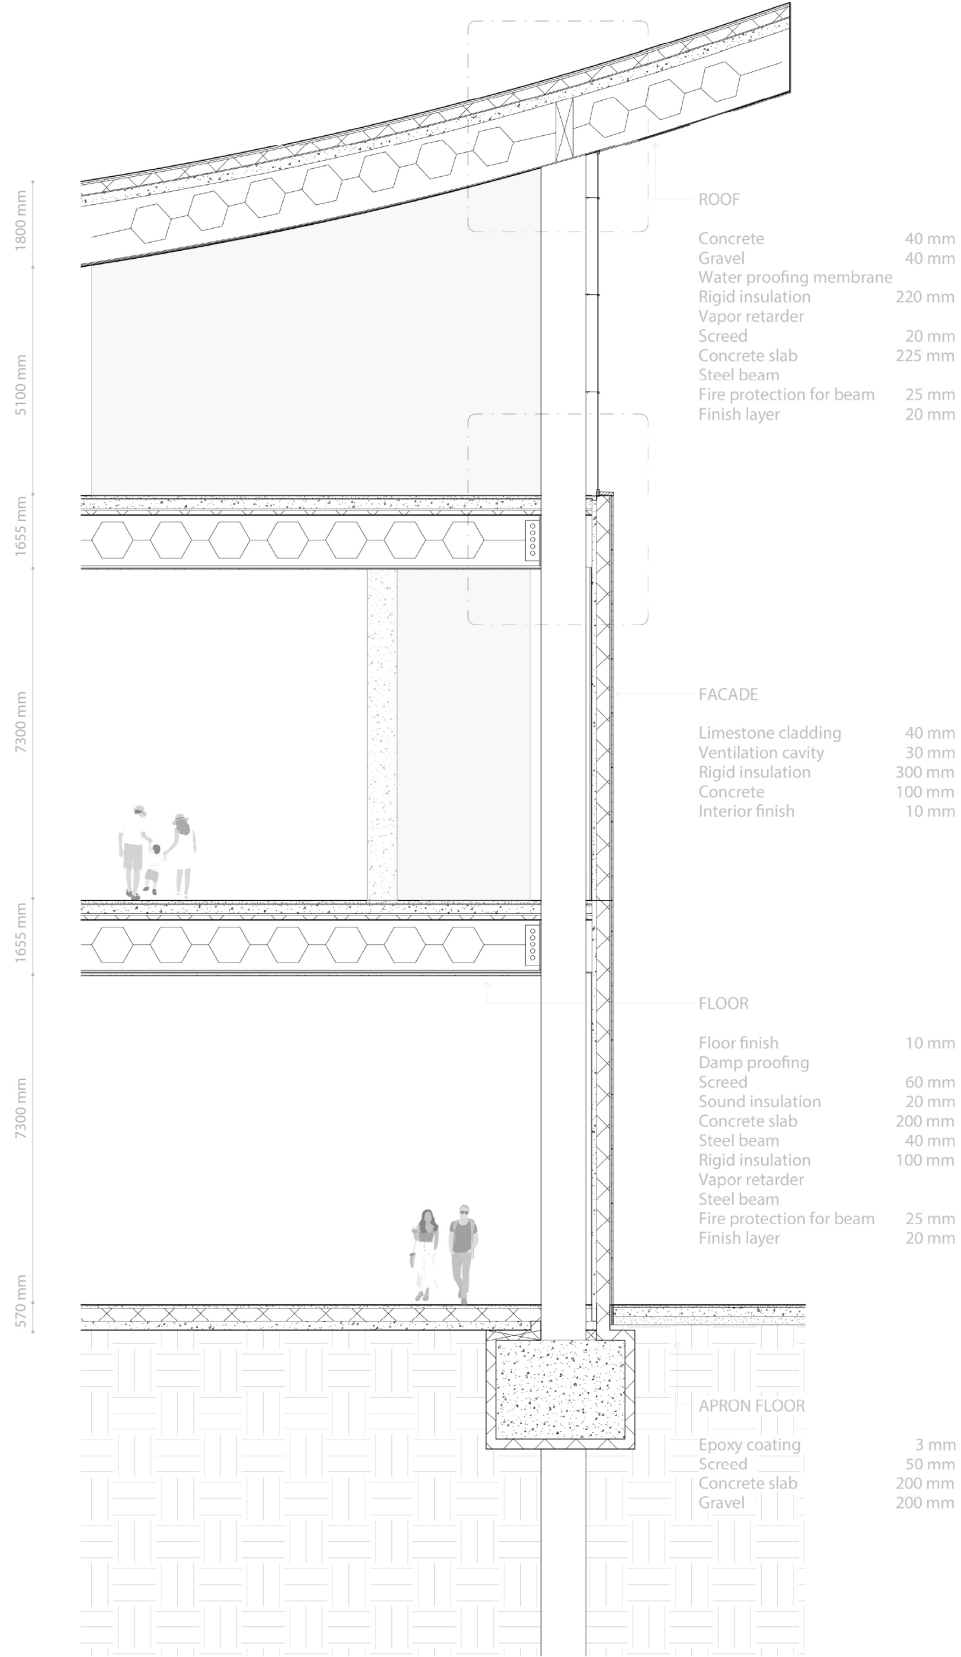 1800 mm
5100 mm
1655 mm
7300 mm
1655 mm
7300 mm
570 mm
ROOF
Concrete 40 mm
Gravel 40 mm
Water proofing membrane
Rigid insulation 220 mm
Vapor retarder
Screed 20 mm
Concrete slab 225 mm
Steel beam
Fire protection for beam 25 mm
Finish layer 20 mm
FACADE
Limestone cladding 40 mm
Ventilation cavity 30 mm
Rigid insulation 300 mm
Concrete 100 mm
Interior finish 10 mm
FLOOR
Floor finish 10 mm
Damp proofing
Screed 60 mm
Sound insulation 20 mm
Concrete slab 200 mm
Steel beam 40 mm
Rigid insulation 100 mm
Vapor retarder
Steel beam
Fire protection for beam 25 mm
Finish layer 20 mm
APRON FLOOR
Epoxy coating 3 mm
Screed 50 mm
Concrete slab 200 mm
Gravel 200 mm